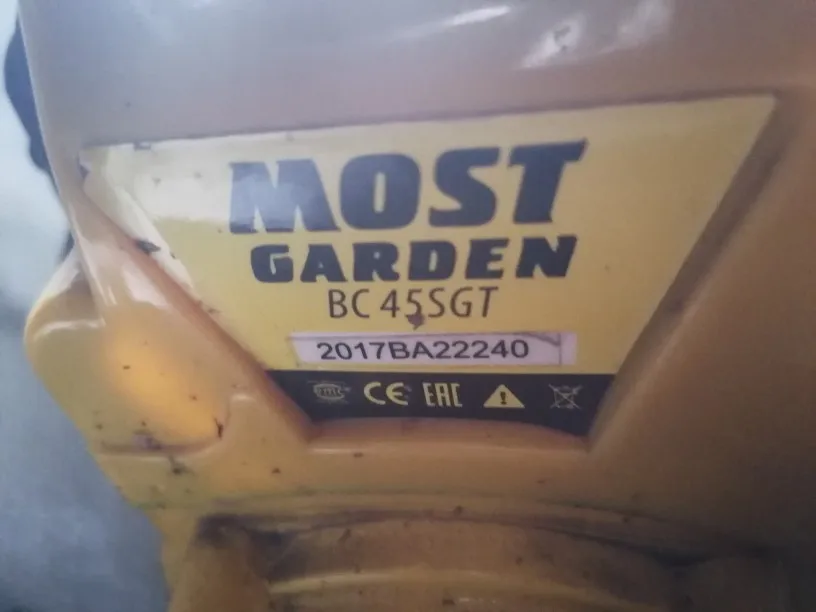 MOST
GARDEN
BC 45SGT
2017BA22240
CE EAC